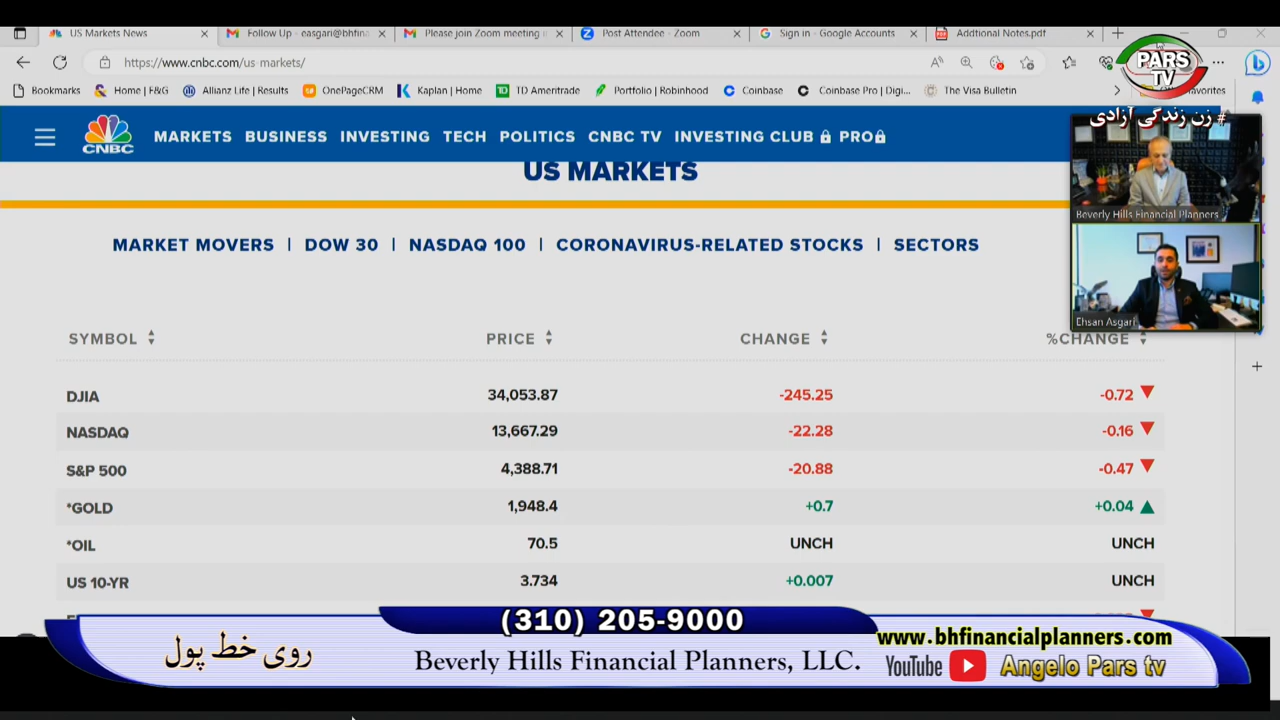 US Markets News
Follow Up - easgari@bhfina
Please join Zoom meeting i
Post Attendee - Zoom
Sign in - Google Accounts
Addtional Notes.pdf
https://www.cnbc.com/us-markets/
Bookmarks
Home | F&G
Allianz Life | Results
OnePageCRM
Kaplan | Home
TD Ameritrade
Portfolio | Robinhood
Coinbase
Coinbase Pro | Digi...
The Visa Bulletin
Favorites
PARS TV
# زن زندگی آزادی
CNBC
MARKETS BUSINESS INVESTING TECH POLITICS CNBC TV INVESTING CLUB PRO
US MARKETS
Beverly Hills Financial Planners
MARKET MOVERS | DOW 30 | NASDAQ 100 | CORONAVIRUS-RELATED STOCKS | SECTORS
Ehsan Asgari
SYMBOL PRICE CHANGE %CHANGE
DJIA 34,053.87 -245.25 -0.72
NASDAQ 13,667.29 -22.28 -0.16
S&P 500 4,388.71 -20.88 -0.47
*GOLD 1,948.4 +0.7 +0.04
*OIL 70.5 UNCH UNCH
US 10-YR 3.734 +0.007 UNCH
(310) 205-9000
روی خط پول
Beverly Hills Financial Planners, LLC.
www.bhfinancialplanners.com
YouTube Angelo Pars tv